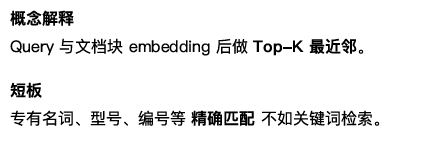 概念解释
Query 与文档块 embedding 后做 Top-K 最近邻。
短板
专有名词、型号、编号等 精确匹配 不如关键词检索。